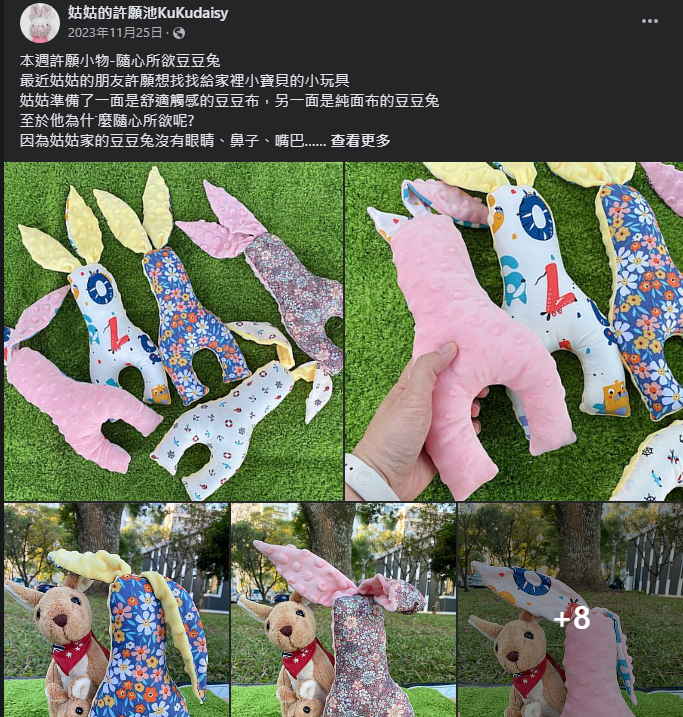 姑姑的許願池KuKudaisy
2023年11月25日
本週許願小物-隨心所欲豆豆兔
最近姑姑的朋友許願想找找給家裡小寶貝的小玩具
姑姑準備了一面是舒適觸感的豆豆布，另一面是純面布的豆豆兔
至於他為什˙麼隨心所欲呢?
因為姑姑家的豆豆兔沒有眼睛、鼻子、嘴巴...... 查看更多
+8